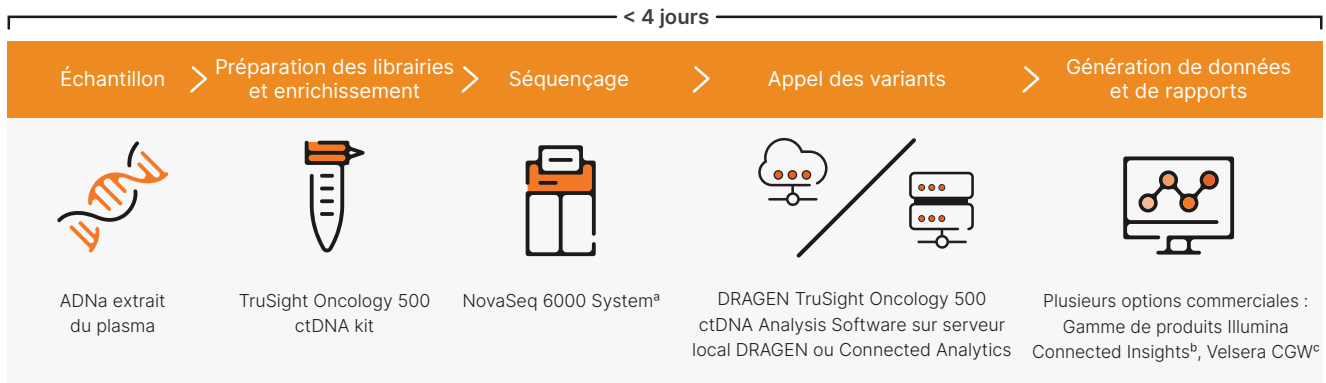 < 4 jours
Échantillon
Préparation des librairies
et enrichissement
Séquençage
Appel des variants
Génération de données
et de rapports
ADNa extrait
du plasma
TruSight Oncology 500
ctDNA kit
NovaSeq 6000 Systemᵃ
DRAGEN TruSight Oncology 500
ctDNA Analysis Software sur serveur
local DRAGEN ou Connected Analytics
Plusieurs options commerciales :
Gamme de produits Illumina
Connected Insightsᵇ, Velsera CGWᶜ